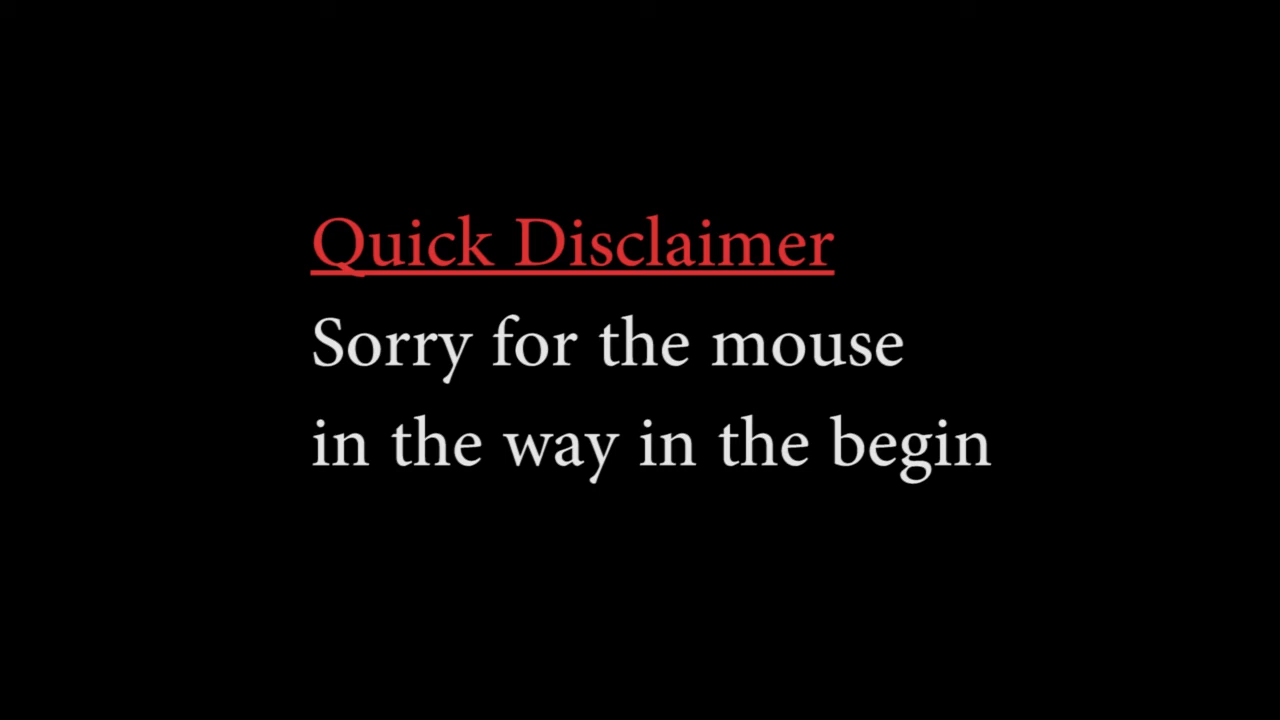 Quick Disclaimer
Sorry for the mouse
in the way in the begin